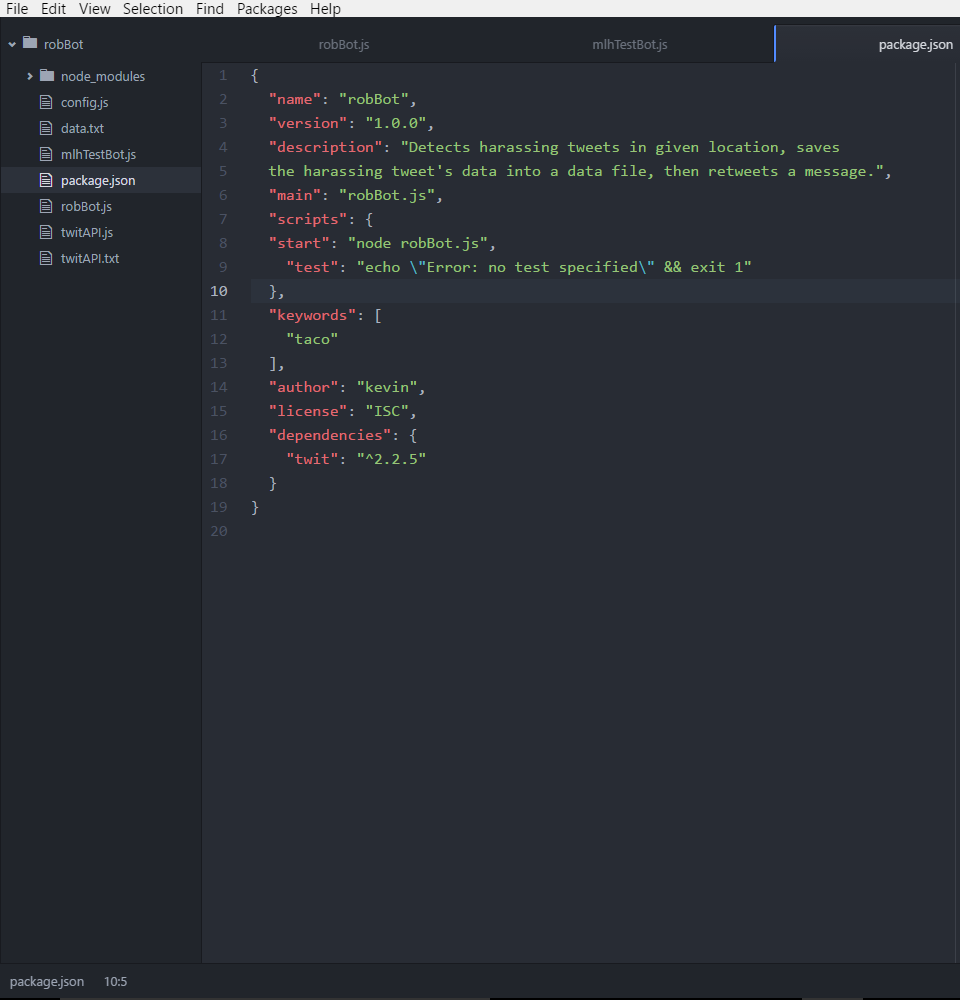 File Edit View Selection Find Packages Help
robBot
node_modules
config.js
data.txt
mlhTestBot.js
package.json
robBot.js
twitAPI.js
twitAPI.txt
robBot.js mlhTestBot.js package.json
1 {
2   "name": "robBot",
3   "version": "1.0.0",
4   "description": "Detects harassing tweets in given location, saves
5   the harassing tweet's data into a data file, then retweets a message.",
6   "main": "robBot.js",
7   "scripts": {
8   "start": "node robBot.js",
9     "test": "echo \"Error: no test specified\" && exit 1"
10   },
11   "keywords": [
12     "taco"
13   ],
14   "author": "kevin",
15   "license": "ISC",
16   "dependencies": {
17     "twit": "^2.2.5"
18   }
19 }
20
package.json 10:5